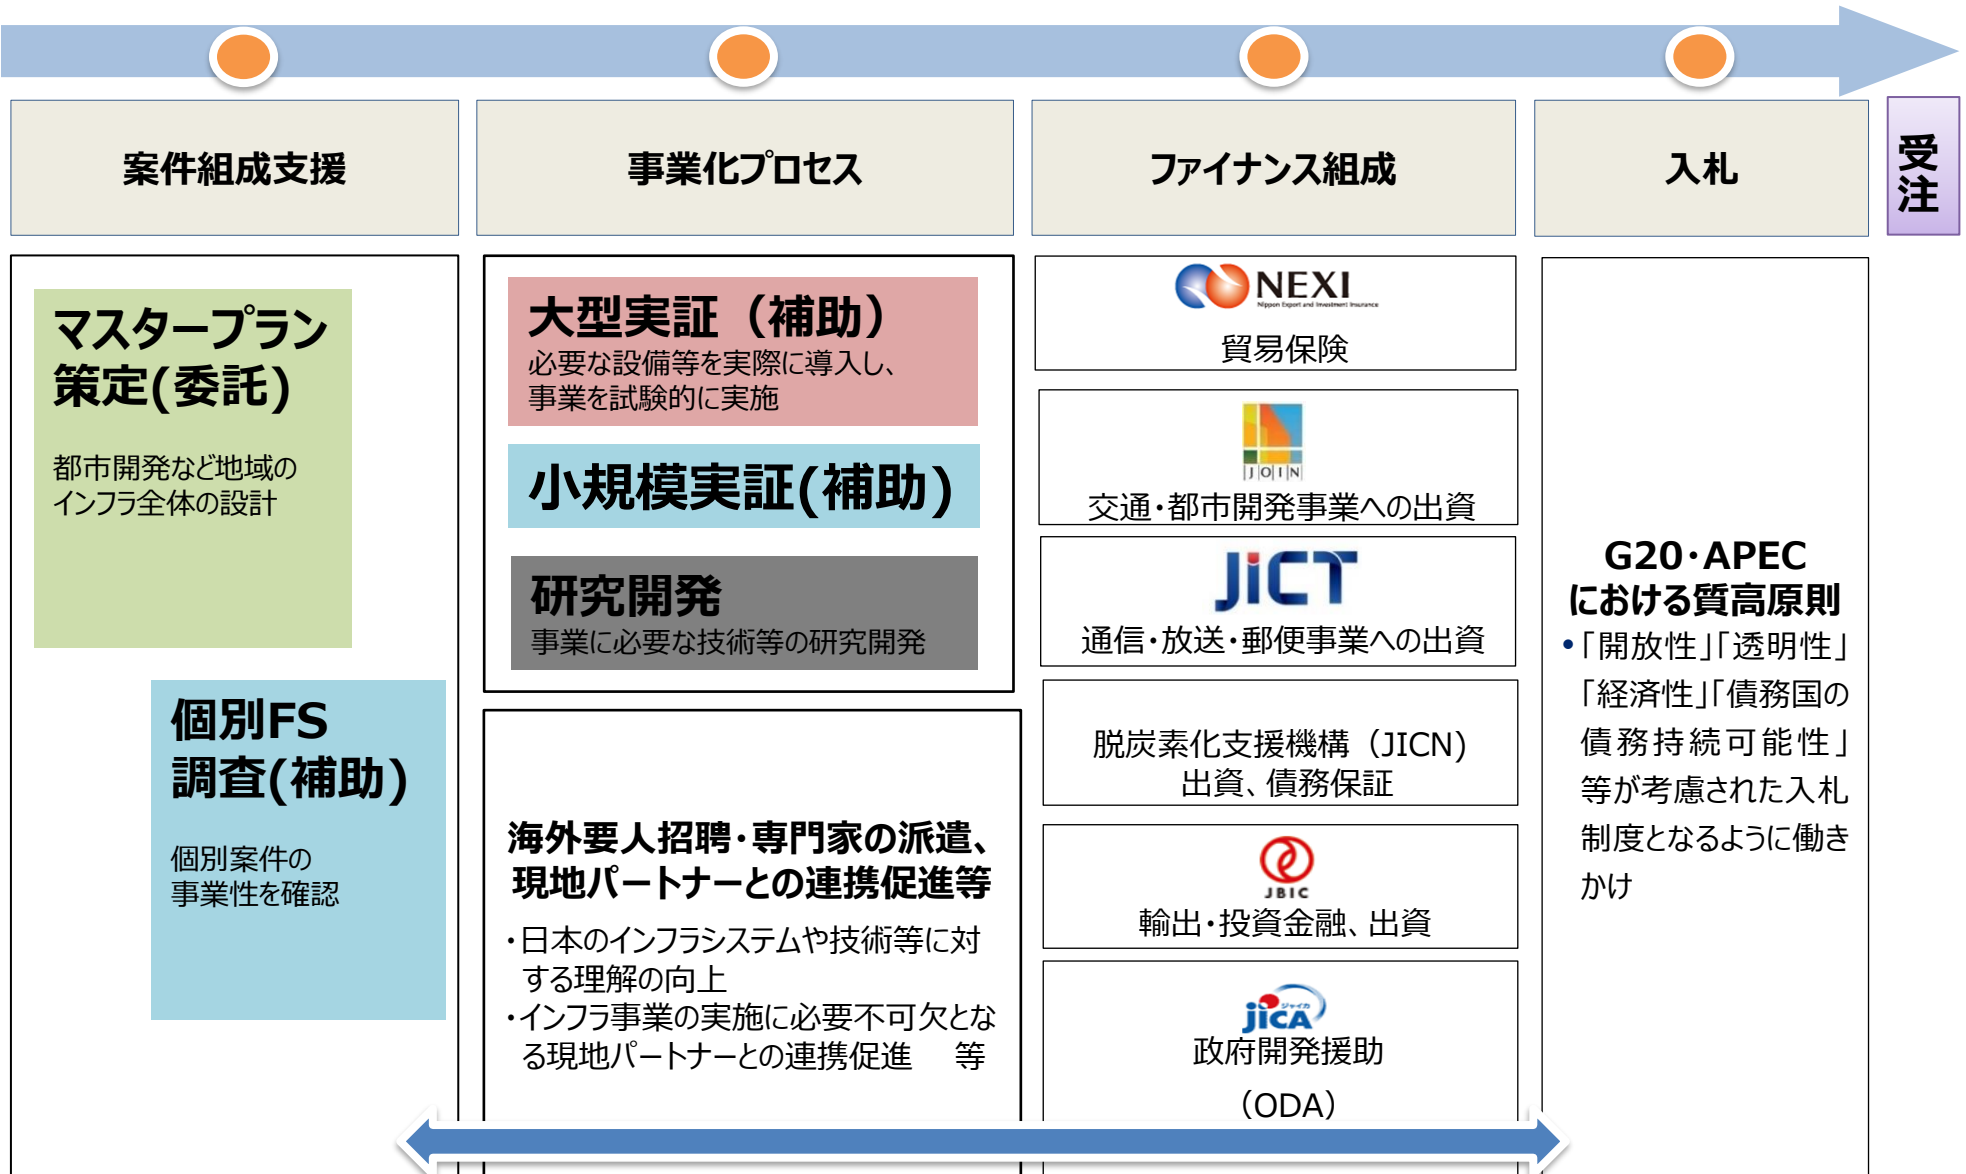 案件組成支援
事業化プロセス
ファイナンス組成
入札
受注
マスタープラン
策定(委託)
都市開発など地域の
インフラ全体の設計
個別FS
調査(補助)
個別案件の
事業性を確認
大型実証（補助）
必要な設備等を実際に導入し、
事業を試験的に実施
小規模実証(補助)
研究開発
事業に必要な技術等の研究開発
海外要人招聘・専門家の派遣、
現地パートナーとの連携促進等
・日本のインフラシステムや技術等に対
する理解の向上
・インフラ事業の実施に必要不可欠とな
る現地パートナーとの連携促進　等
NEXI
Nippon Export and Investment Insurance
貿易保険
JOIN
交通・都市開発事業への出資
JICT
通信・放送・郵便事業への出資
脱炭素化支援機構（JICN)
出資、債務保証
JBIC
輸出・投資金融、出資
ジャイカ
jICA
政府開発援助
（ODA）
G20・APEC
における質高原則
•「開放性」「透明性」
「経済性」「債務国の
債務持続可能性」
等が考慮された入札
制度となるように働き
かけ